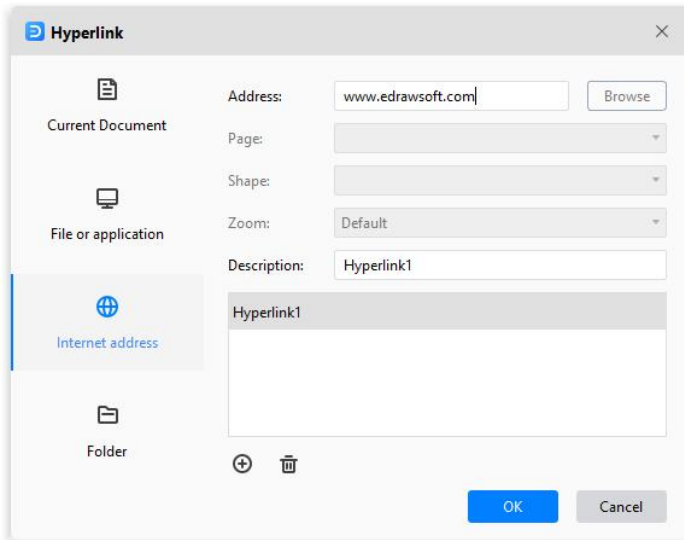 Hyperlink
Current Document
File or application
Internet address
Folder
Address: www.edrawsoft.com Browse
Page:
Shape:
Zoom: Default
Description: Hyperlink1
Hyperlink1
OK Cancel